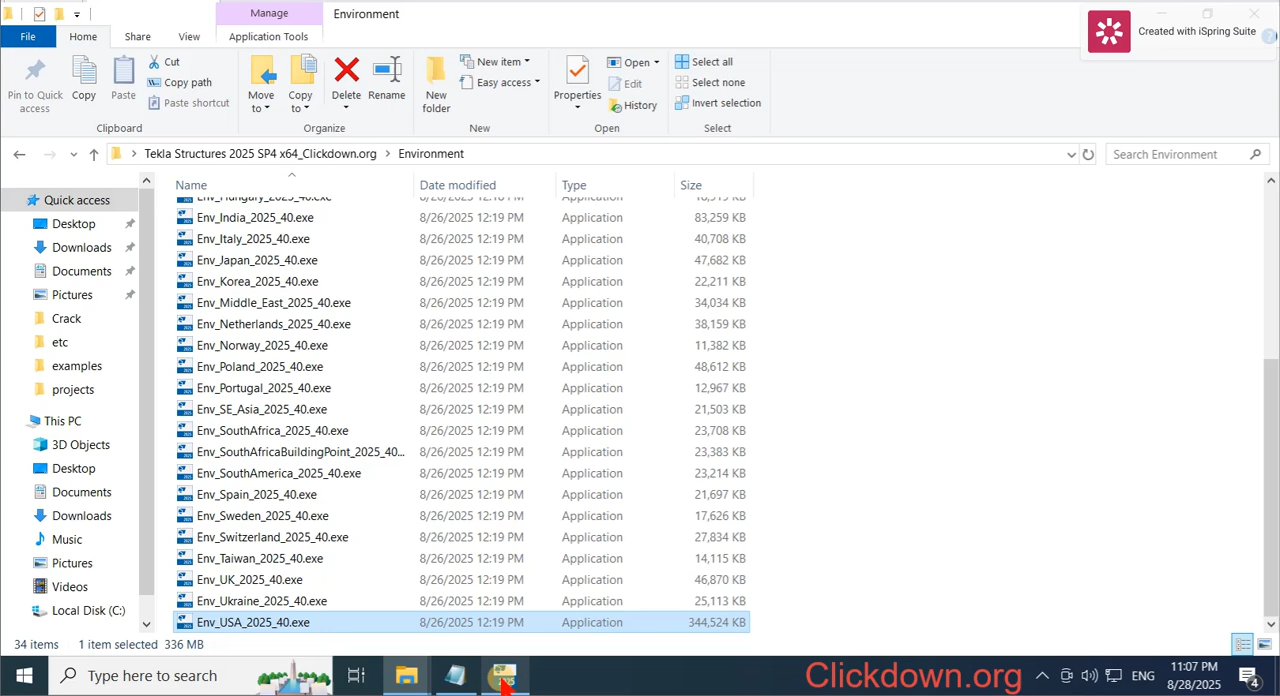 Manage
Environment
Created with iSpring Suite
File
Home
Share
View
Application Tools
Pin to Quick access
Copy
Paste
Cut
Copy path
Paste shortcut
Clipboard
Move to
Copy to
Delete
Rename
Organize
New folder
New item
Easy access
New
Properties
Open
Edit
History
Open
Select all
Select none
Invert selection
Select
Tekla Structures 2025 SP4 x64_Clickdown.org > Environment
Search Environment
Name Date modified Type Size
Env_Hungary_2025_40.exe 8/26/2025 12:19 PM Application
Env_India_2025_40.exe 8/26/2025 12:19 PM Application 83,259 KB
Env_Italy_2025_40.exe 8/26/2025 12:19 PM Application 40,708 KB
Env_Japan_2025_40.exe 8/26/2025 12:19 PM Application 47,682 KB
Env_Korea_2025_40.exe 8/26/2025 12:19 PM Application 22,211 KB
Env_Middle_East_2025_40.exe 8/26/2025 12:19 PM Application 34,034 KB
Env_Netherlands_2025_40.exe 8/26/2025 12:19 PM Application 38,159 KB
Env_Norway_2025_40.exe 8/26/2025 12:19 PM Application 11,382 KB
Env_Poland_2025_40.exe 8/26/2025 12:19 PM Application 48,612 KB
Env_Portugal_2025_40.exe 8/26/2025 12:19 PM Application 12,967 KB
Env_SE_Asia_2025_40.exe 8/26/2025 12:19 PM Application 21,503 KB
Env_SouthAfrica_2025_40.exe 8/26/2025 12:19 PM Application 23,708 KB
Env_SouthAfricaBuildingPoint_2025_40... 8/26/2025 12:19 PM Application 23,383 KB
Env_SouthAmerica_2025_40.exe 8/26/2025 12:19 PM Application 23,214 KB
Env_Spain_2025_40.exe 8/26/2025 12:19 PM Application 21,697 KB
Env_Sweden_2025_40.exe 8/26/2025 12:19 PM Application 17,626 KB
Env_Switzerland_2025_40.exe 8/26/2025 12:19 PM Application 27,834 KB
Env_Taiwan_2025_40.exe 8/26/2025 12:19 PM Application 14,115 KB
Env_UK_2025_40.exe 8/26/2025 12:19 PM Application 46,870 KB
Env_Ukraine_2025_40.exe 8/26/2025 12:19 PM Application 25,113 KB
Env_USA_2025_40.exe 8/26/2025 12:19 PM Application 344,524 KB
Quick access
Desktop
Downloads
Documents
Pictures
Crack
etc
examples
projects
This PC
3D Objects
Desktop
Documents
Downloads
Music
Pictures
Videos
Local Disk (C:)
34 items 1 item selected 336 MB
Type here to search
Clickdown.org
ENG
11:07 PM
8/28/2025
4